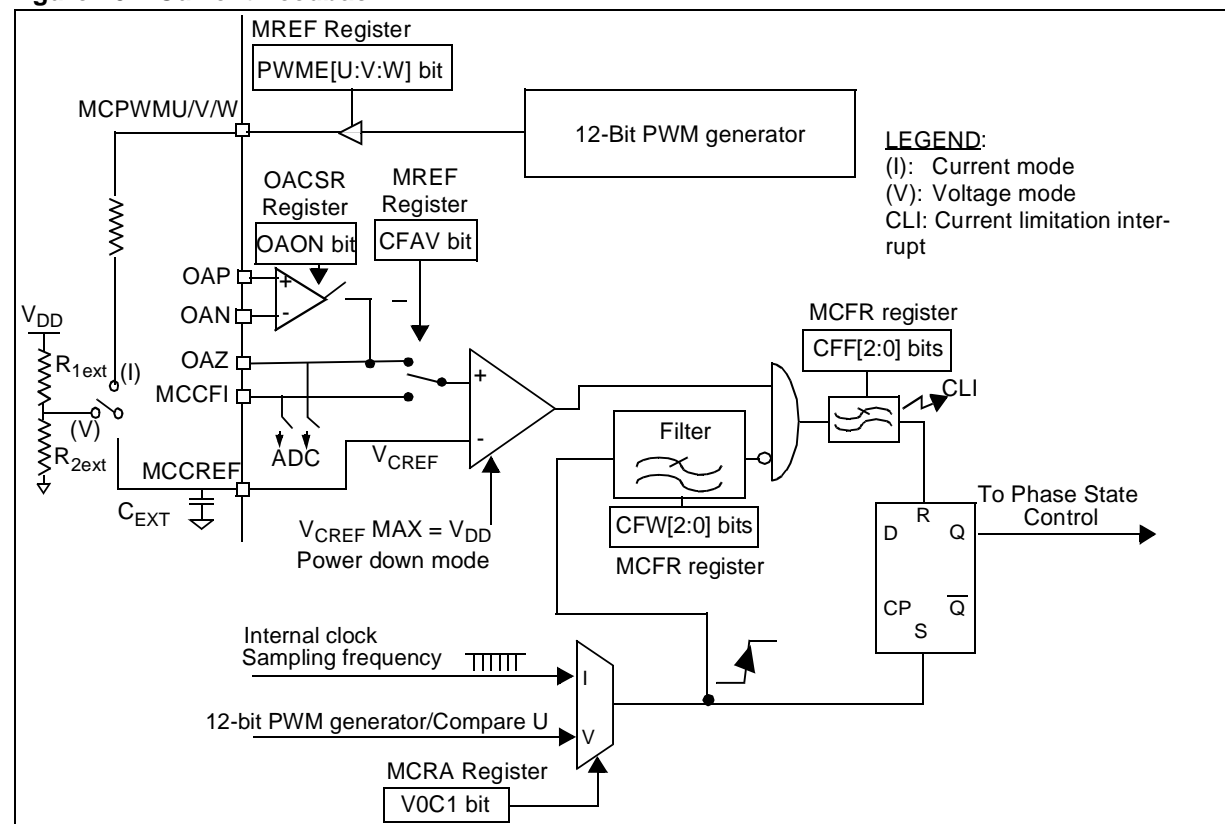 MREF Register
PWME[U:V:W] bit
MCPWMU/V/W
12-Bit PWM generator
LEGEND:
(I): Current mode
(V): Voltage mode
CLI: Current limitation inter-
rupt
OACSR
Register
OAON bit
MREF
Register
CFAV bit
OAP
+
OAN
-
VDD
R1ext
(I)
OAZ
MCCFI
+
-
(V)
R2ext
ADC
VCREF
MCCREF
CEXT
VCREF MAX = VDD
Power down mode
Filter
CFW[2:0] bits
MCFR register
MCFR register
CFF[2:0] bits
CLI
To Phase State
Control
R
D Q
CP Q
S
Internal clock
Sampling frequency
I
12-bit PWM generator/Compare U
V
MCRA Register
V0C1 bit